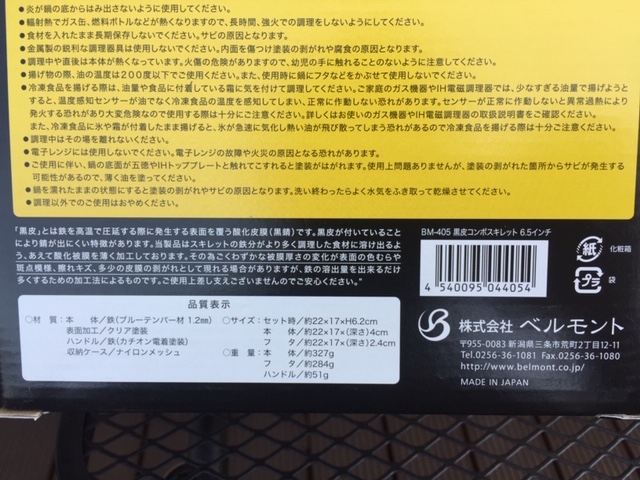 ●炎が鍋の底からはみ出さないように使用してください。
●輻射熱でガス缶、燃料ボトルなどが熱くなりますので、長時間、強火での使用しないでください。
●食材を入れたまま長期保存しないでください。サビの原因となります。
●金属製の鋭利な調理器具は使用しないでください。内面を傷つけ塗装の剥がれや腐食の原因となります。
●調理中や直後は本体が熱くなっています。火傷の危険がありますので、幼児の手に触れることのないように注意してください。
●揚げ物の際、油の温度は200度以下でご使用ください。また、使用時に鍋にフタなどをかぶせて使用しないでください。
●冷凍食品を揚げる際は、油量や食品に付着している霜に気を付けて調理してください。ご家庭のガス機器やIH電磁調理器では、少なすぎる油量で揚げようと
すると、温度感知センサーが油でなく冷凍食品の温度を感知してしまい、正常に作動しない恐れがあります。センサーが正常に作動しないと異常過熱により
発火する恐れがあり大変危険なので使用する際は十分にご注意ください。詳しくはお使いのガス機器やIH電磁調理器の取扱説明書をご確認ください。
また、冷凍食品に氷や霜が付着したまま揚げると、氷が急速に気化し熱い油が飛び散ってしまう恐れがあるので冷凍食品を揚げる際は十分ご注意ください。
●調理中はその場を離れないでください。
●電子レンジには使用しないでください。電子レンジの故障や火災の原因となる恐れがあります。
●ご使用に伴い、鍋の底面が五徳やIHトッププレートと触れてこすれると塗装がはがれます。使用上問題ありませんが、塗装の剥がれた箇所からサビが発生する
可能性があるので、薄く油を塗ってください。
●鍋を濡れたままの状態にすると塗装の剥がれやサビの原因となります。洗い終わったらよく水気をふき取って乾燥させてください。
●調理以外でのご使用はおやめください。
「黒皮」とは鉄を高温で圧延する際に発生する表面を覆う酸化皮膜(黒錆)です。黒皮が付いていること
により錆が出にくい特徴があります。当製品はスキレットの鉄分がより多く調理した食材に溶け出るよ
う、あえて酸化被膜を薄く加工しております。その為ごくわずかな被膜厚さの変化が表面の色むらや
斑点模様、擦れキズ、多少の皮膜の剥がれとして現れる場合がありますが、鉄の溶出量を出来るだけ
多くするための加工法によるものです。ご使用上差し支えございませんのでご安心ください。
BM-405 黒皮コンボスキレット 6.5インチ
4 540095 044054
紙
化粧箱
プラ
袋
品質表示
○材 質: 本 体/鉄(ブルーテンパー材 1.2mm)
表面加工/クリア塗装
ハンドル/鉄(カチオン電着塗装)
収納ケース/ナイロンメッシュ
○サイズ:セット時/約22×17×H6.2cm
本 体/約22×17×(深さ)4cm
フ タ/約22×17×(深さ)2.4cm
○重 量: 本 体/約327g
フ タ/約284g
ハンドル/約51g
株式会社 ベルモント
〒955-0083 新潟県三条市荒町2丁目12-11
Tel.0256-36-1081 Fax.0256-36-1080
http://www.belmont.co.jp/
MADE IN JAPAN